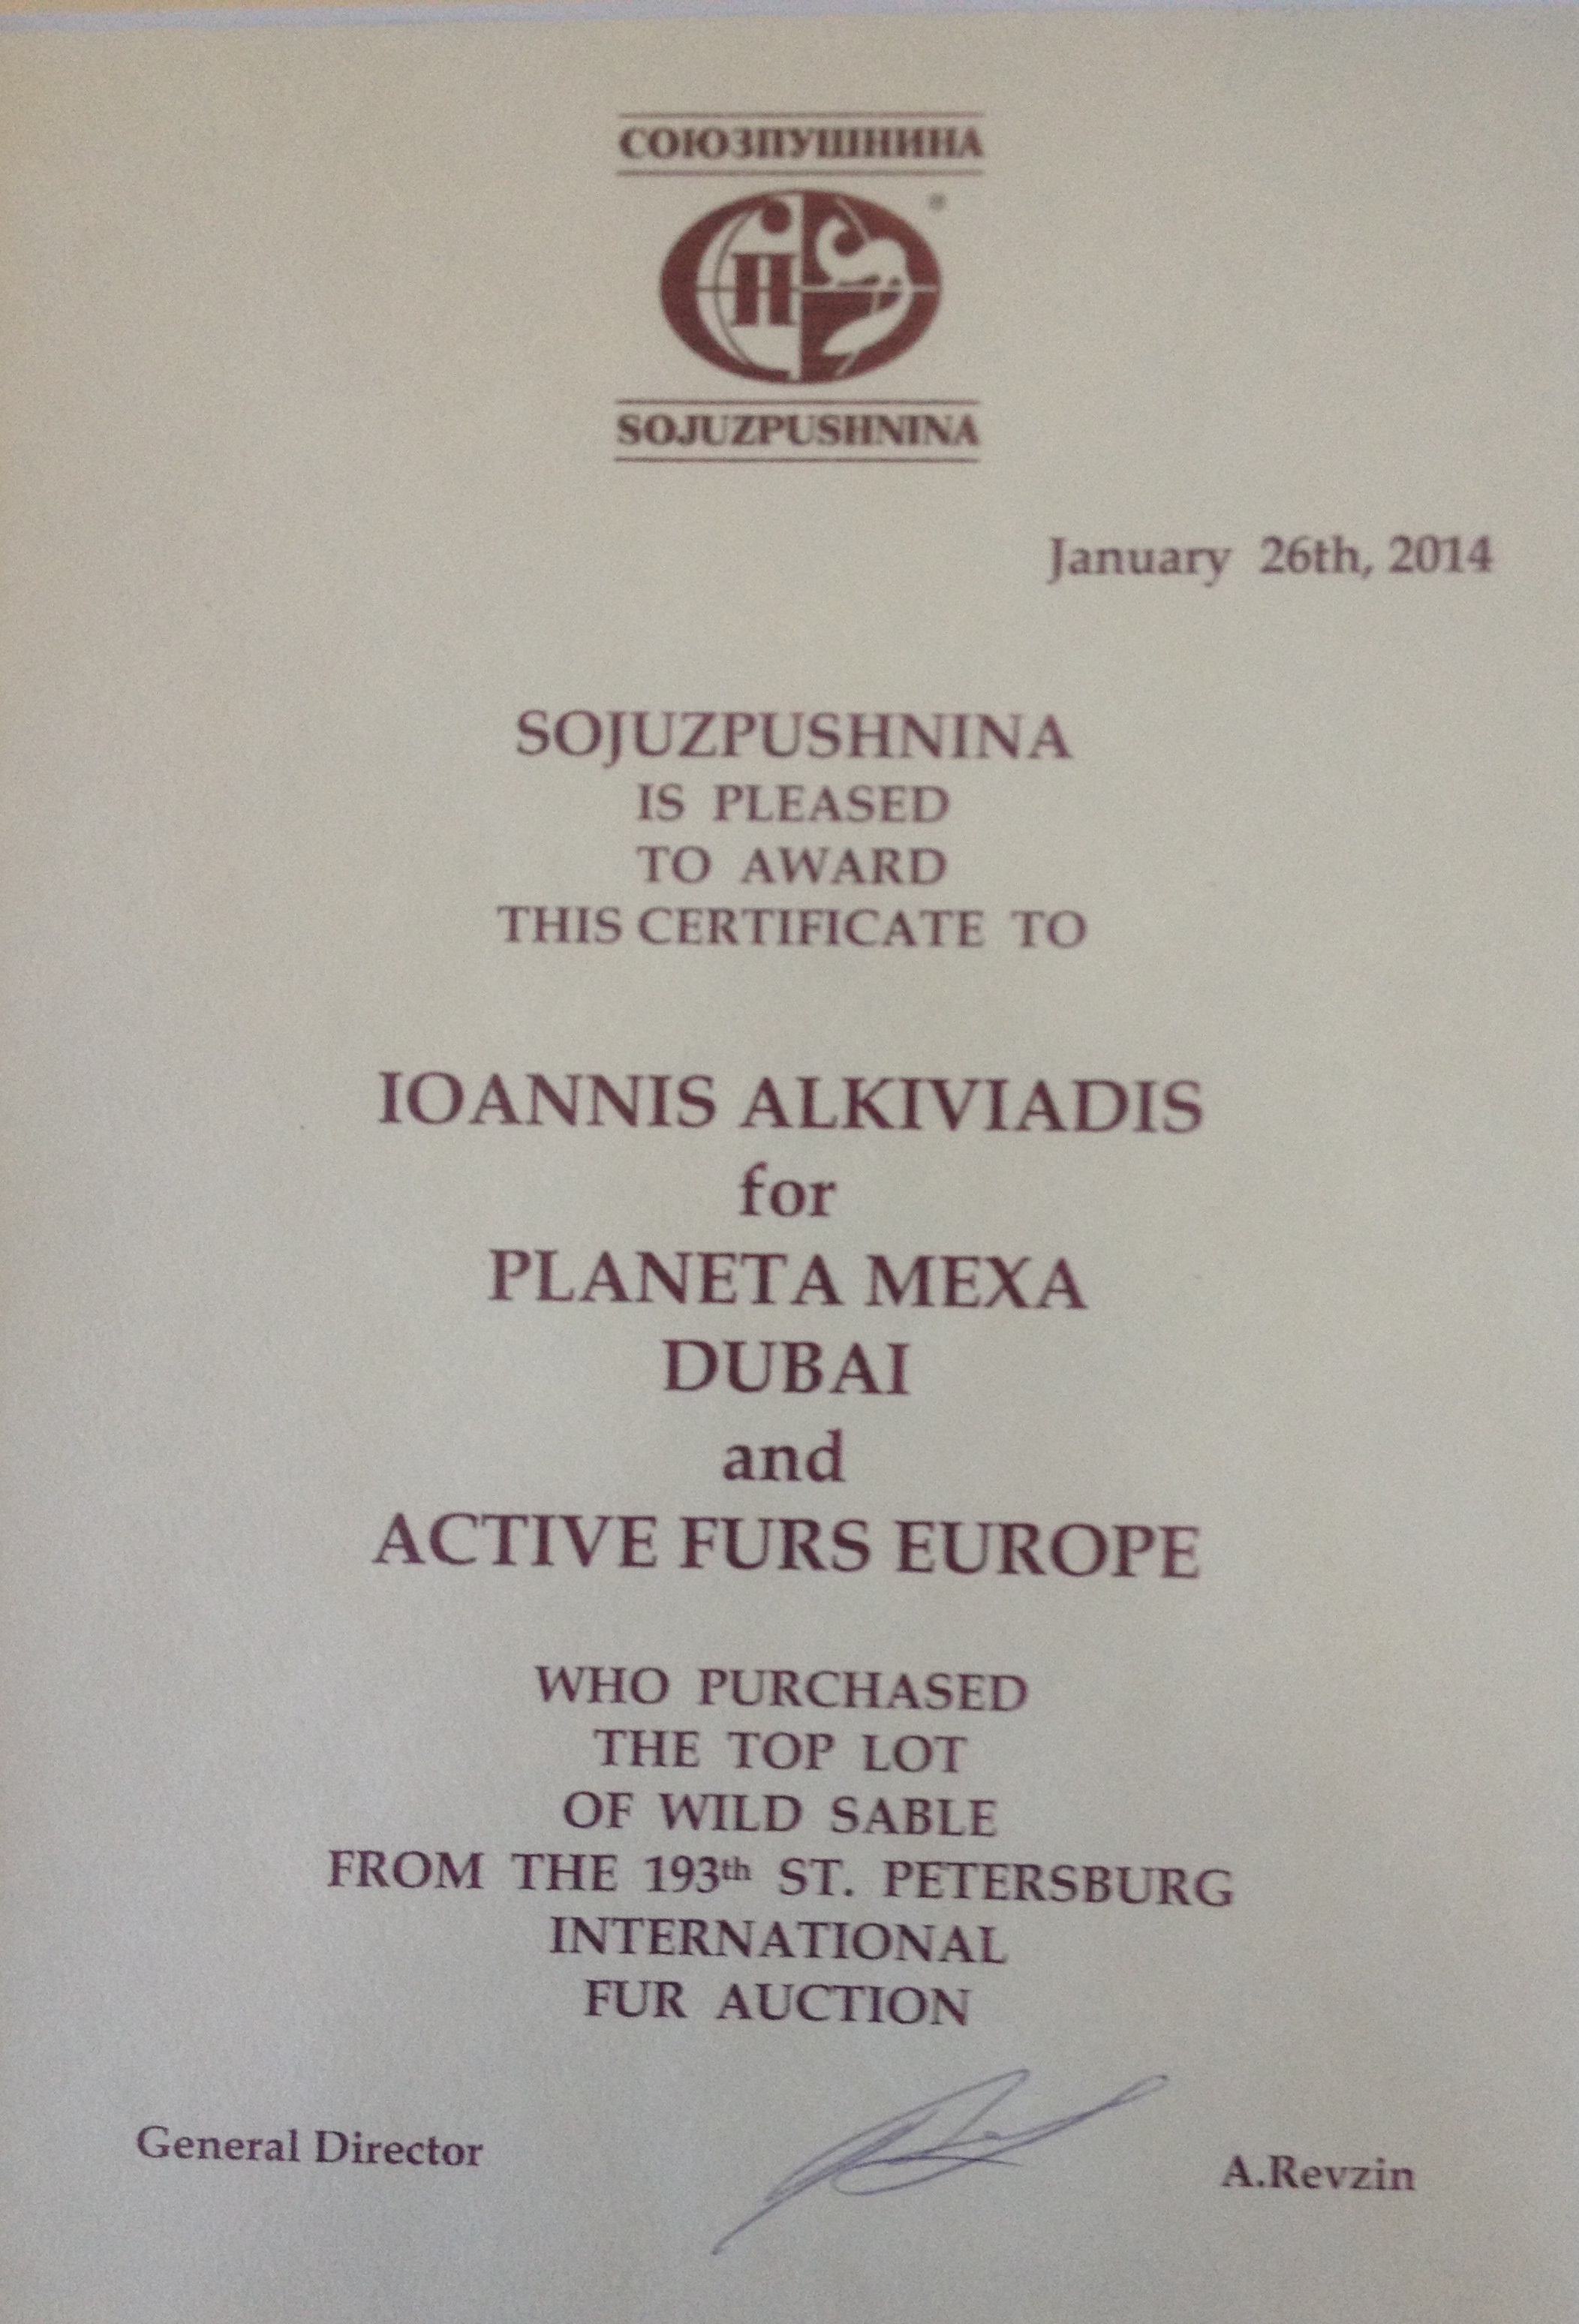 СОЮЗПУШНИНА
СП
®
SOJUZPUSHNINA
January 26th, 2014
SOJUZPUSHNINA
IS PLEASED
TO AWARD
THIS CERTIFICATE TO
IOANNIS ALKIVIADIS
for
PLANETA MEXA
DUBAI
and
ACTIVE FURS EUROPE
WHO PURCHASED
THE TOP LOT
OF WILD SABLE
FROM THE 193th ST. PETERSBURG
INTERNATIONAL
FUR AUCTION
General Director
A.Revzin